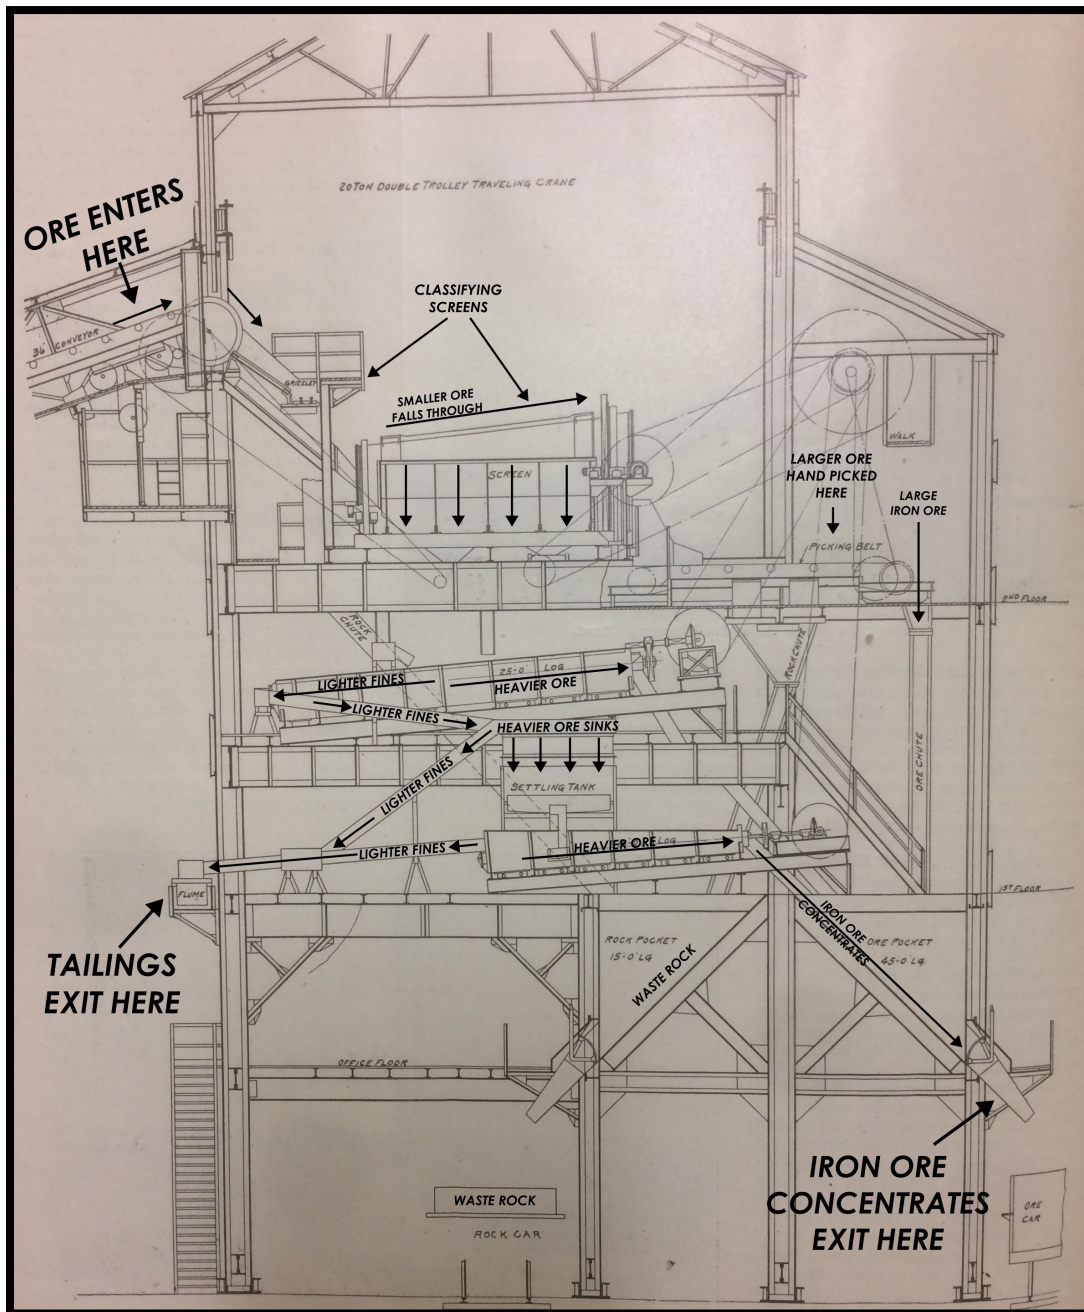 20 TON DOUBLE TROLLEY TRAVELING CRANE
ORE ENTERS
HERE
CLASSIFYING
SCREENS
36" CONVEYOR
GRIZZLEY
SMALLER ORE
FALLS THROUGH
WALK
SCREEN
LARGER ORE
HAND PICKED
HERE
LARGE
IRON ORE
PICKING BELT
2ND FLOOR
ROCK
CHUTE
ROCK CHUTE
25-0" LOG
LIGHTER FINES
HEAVIER ORE
LIGHTER FINES
HEAVIER ORE SINKS
LIGHTER FINES
SETTLING TANK
ORE CHUTE
LIGHTER FINES
HEAVIER ORE
LOG
FLUME
1ST FLOOR
TAILINGS
EXIT HERE
ROCK POCKET
15-0" LG
WASTE ROCK
IRON ORE
CONCENTRATES
ORE POCKET
45-0" LG
OFFICE FLOOR
IRON ORE
CONCENTRATES
EXIT HERE
WASTE ROCK
ROCK CAR
ORE
CAR